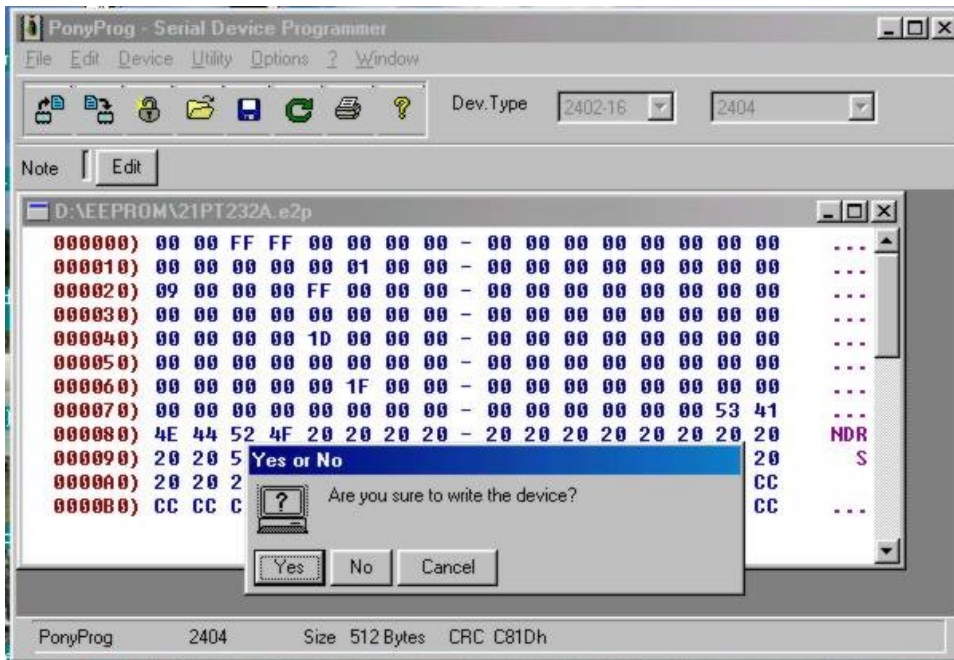 PonyProg - Serial Device Programmer
File Edit Device Utility Options ? Window
Dev.Type 2402-16 2404
Note Edit
D:\EEPROM\21PT232A.e2p
000000) 00 00 FF FF 00 00 00 00 - 00 00 00 00 00 00 00 00 ...
000010) 00 00 00 00 00 01 00 00 - 00 00 00 00 00 00 00 00 ...
000020) 09 00 00 00 FF 00 00 00 - 00 00 00 00 00 00 00 00 ...
000030) 00 00 00 00 00 00 00 00 - 00 00 00 00 00 00 00 00 ...
000040) 00 00 00 00 1D 00 00 00 - 00 00 00 00 00 00 00 00 ...
000050) 00 00 00 00 00 00 00 00 - 00 00 00 00 00 00 00 00 ...
000060) 00 00 00 00 00 1F 00 00 - 00 00 00 00 00 00 00 00 ...
000070) 00 00 00 00 00 00 00 00 - 00 00 00 00 00 00 53 41 ...
000080) 4E 44 52 4F 20 20 20 20 - 20 20 20 20 20 20 20 20 NDR
000090) 20 20 5 20 S
0000A0) 20 20 2 CC
0000B0) CC CC C CC ...
Yes or No
Are you sure to write the device?
Yes No Cancel
PonyProg 2404 Size 512 Bytes CRC C81Dh